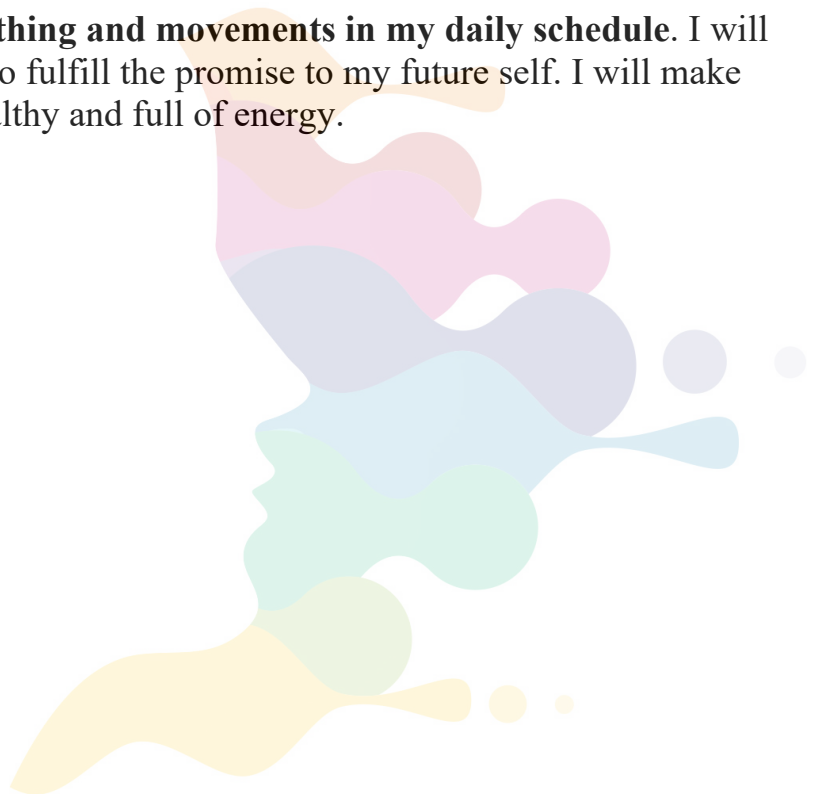 thing and movements in my daily schedule. I will
o fulfill the promise to my future self. I will make
lthy and full of energy.